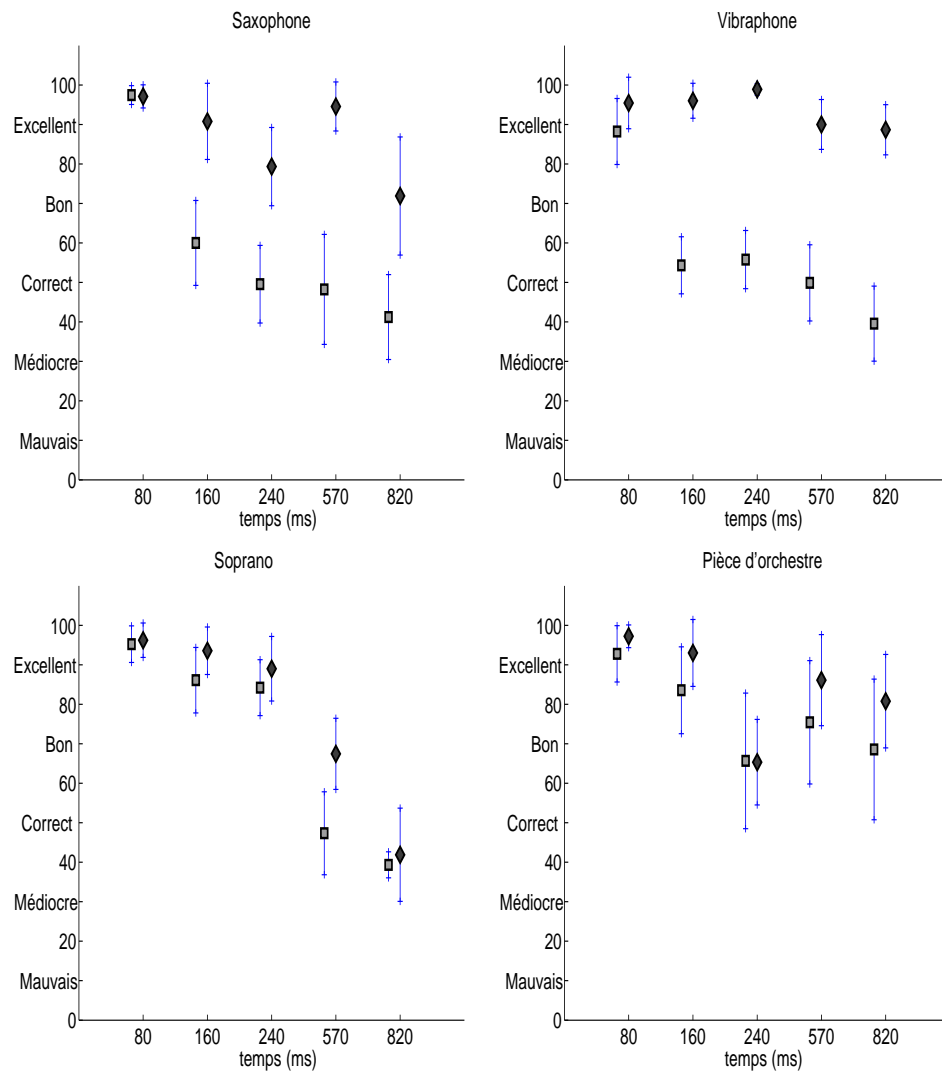 Saxophone
100
Excellent
80
Bon
60
Correct
40
Médiocre
20
Mauvais
0
80 160 240 570 820
temps (ms)
Vibraphone
100
Excellent
80
Bon
60
Correct
40
Médiocre
20
Mauvais
0
80 160 240 570 820
temps (ms)
Soprano
100
Excellent
80
Bon
60
Correct
40
Médiocre
20
Mauvais
0
80 160 240 570 820
temps (ms)
Pièce d'orchestre
100
Excellent
80
Bon
60
Correct
40
Médiocre
20
Mauvais
0
80 160 240 570 820
temps (ms)